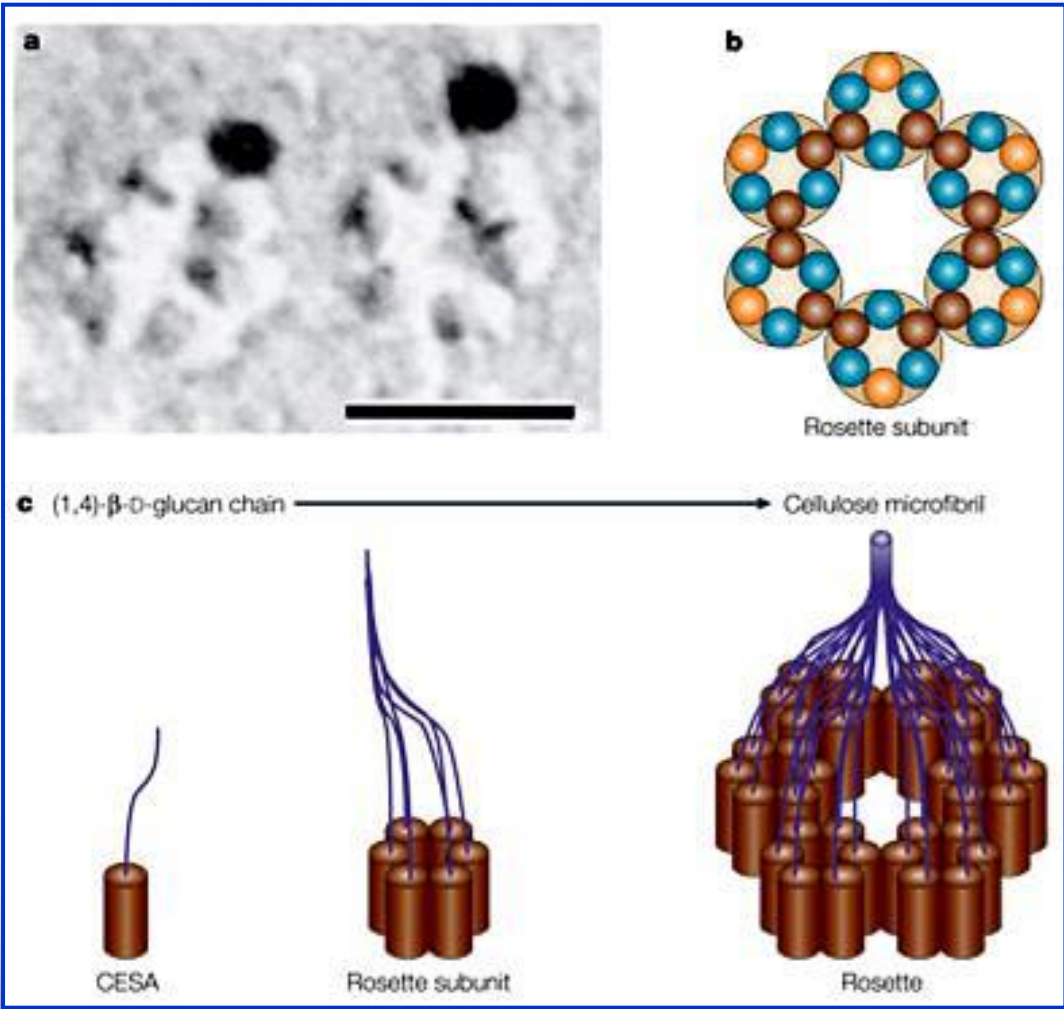 a
b
Rosette subunit
c (1,4)-β-D-glucan chain
Cellulose microfibril
CESA
Rosette subunit
Rosette